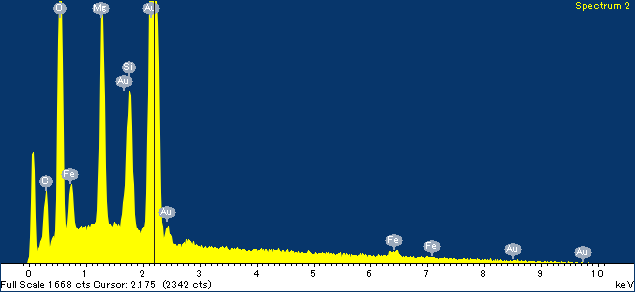 Spectrum 2
O Mg Au
Si
Au
Fe
O
Au
Fe Fe Au Au
0 1 2 3 4 5 6 7 8 9 10
Full Scale 1668 cts Cursor: 2.175 (2342 cts) keV